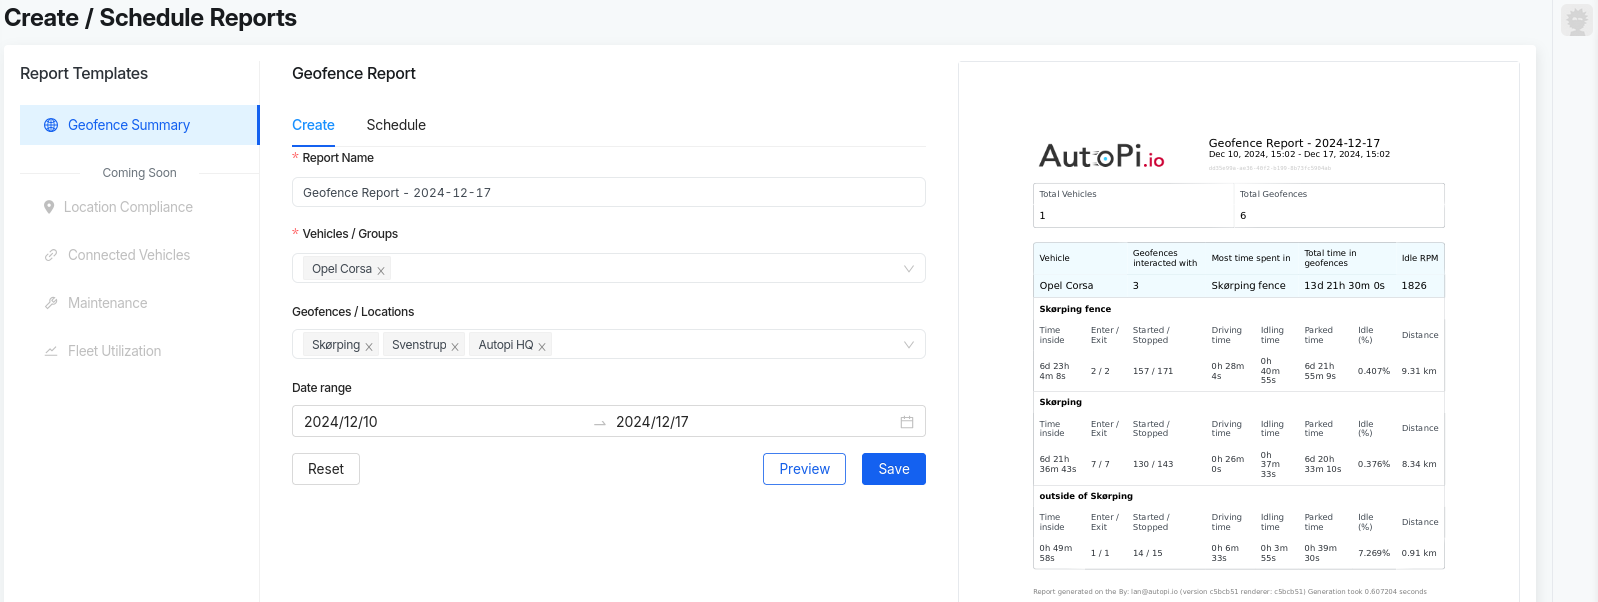 Create / Schedule Reports
Report Templates
Geofence Summary
Coming Soon
Location Compliance
Connected Vehicles
Maintenance
Fleet Utilization
Geofence Report
Create Schedule
* Report Name
Geofence Report - 2024-12-17
* Vehicles / Groups
Opel Corsa
Geofences / Locations
Skørping Svenstrup Autopi HQ
Date range
2024/12/10 → 2024/12/17
Reset Preview Save
AutoPi.io
Geofence Report - 2024-12-17
Dec 10, 2024, 15:02 - Dec 17, 2024, 15:02
Total Vehicles Total Geofences
1 6
Vehicle Geofences interacted with Most time spent in Total time in geofences Idle RPM
Opel Corsa 3 Skørping fence 13d 21h 30m 0s 1826
Skørping fence
Time inside Enter / Exit Started / Stopped Driving time Idling time Parked time Idle (%) Distance
6d 23h 4m 8s 2 / 2 157 / 171 0h 28m 4s 0h 40m 55s 6d 21h 55m 9s 0.407% 9.31 km
Skørping
Time inside Enter / Exit Started / Stopped Driving time Idling time Parked time Idle (%) Distance
6d 21h 36m 43s 7 / 7 130 / 143 0h 26m 0s 0h 37m 33s 6d 20h 33m 10s 0.376% 8.34 km
outside of Skørping
Time inside Enter / Exit Started / Stopped Driving time Idling time Parked time Idle (%) Distance
0h 49m 58s 1 / 1 14 / 15 0h 6m 33s 0h 3m 55s 0h 39m 30s 7.269% 0.91 km
Report generated on the By: ian@autopi.io (version c5bcb51 renderer: c5bcb51) Generation took 0.607204 seconds